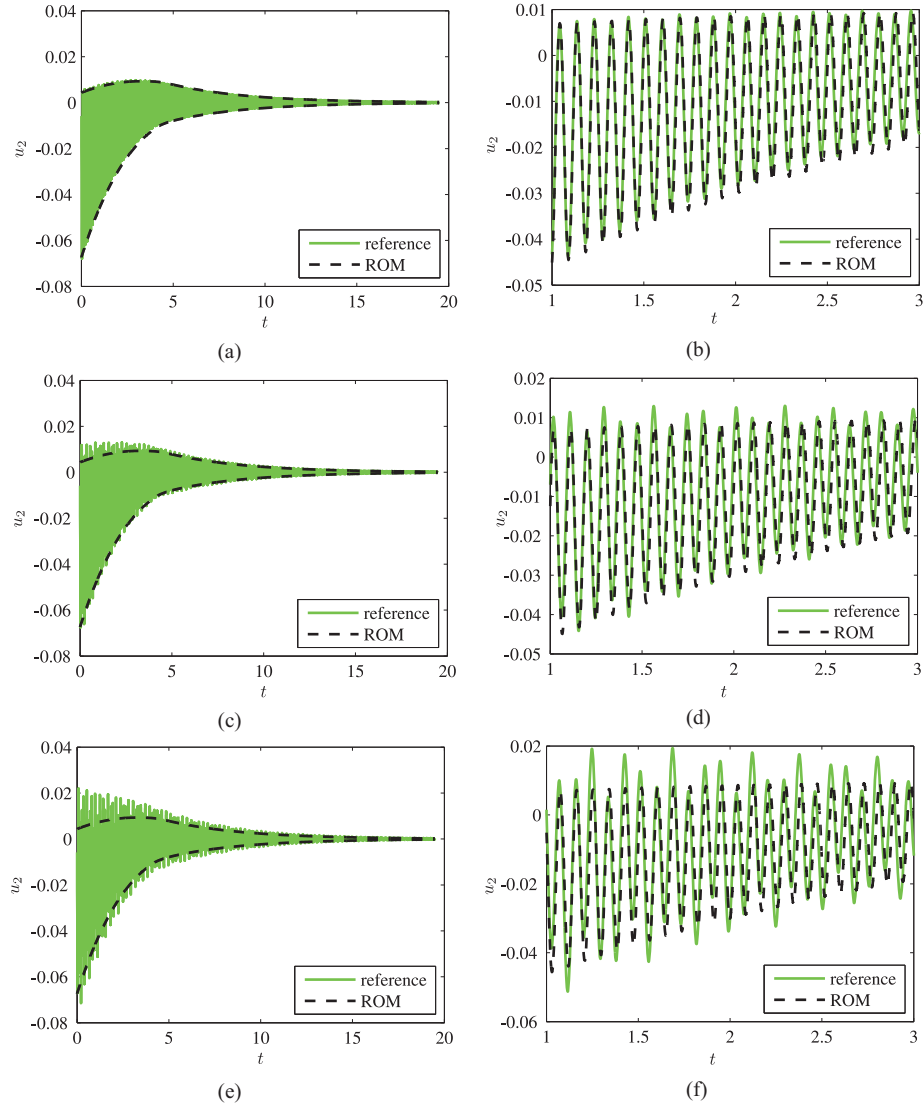 0.04
0.02
0
-0.02
-0.04
-0.06
-0.08
u2
0
5
10
15
20
t
reference
ROM
(a)
0.01
0
-0.01
-0.02
-0.03
-0.04
-0.05
u2
1
1.5
2
2.5
3
t
reference
ROM
(b)
0.04
0.02
0
-0.02
-0.04
-0.06
-0.08
u2
0
5
10
15
20
t
reference
ROM
(c)
0.02
0.01
0
-0.01
-0.02
-0.03
-0.04
-0.05
u2
1
1.5
2
2.5
3
t
reference
ROM
(d)
0.04
0.02
0
-0.02
-0.04
-0.06
-0.08
u2
0
5
10
15
20
t
reference
ROM
(e)
0.02
0
-0.02
-0.04
-0.06
u2
1
1.5
2
2.5
3
t
reference
ROM
(f)